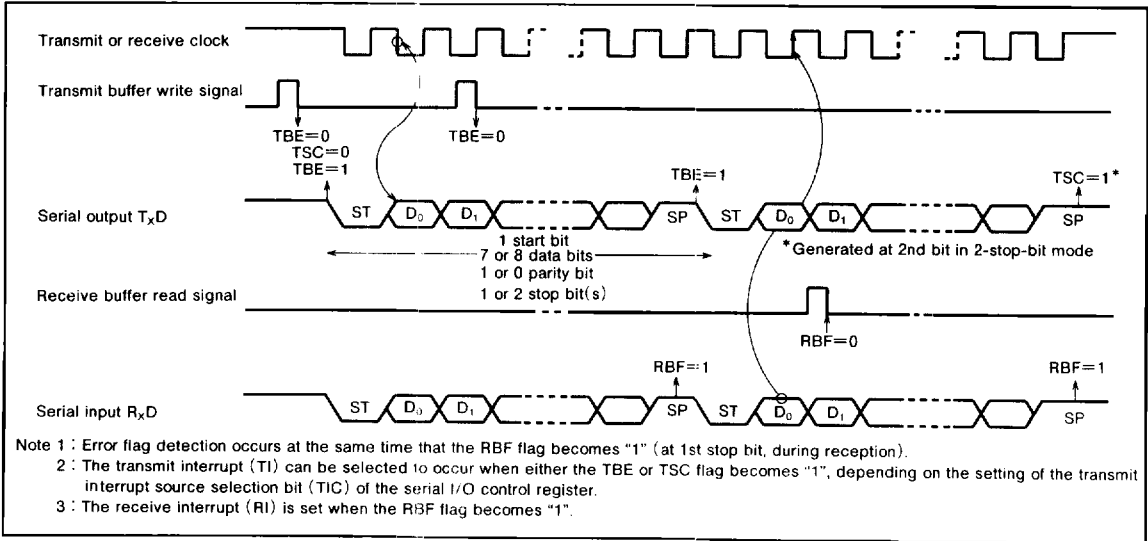 Transmit or receive clock
Transmit buffer write signal
TBE=0
TSC=0
TBE=1
TBE=0
TBE=1
TSC=1*
Serial output TxD
ST D0 D1 SP ST D0 D1 SP
1 start bit
7 or 8 data bits
1 or 0 parity bit
1 or 2 stop bit(s)
*Generated at 2nd bit in 2-stop-bit mode
Receive buffer read signal
RBF=0
RBF=1
RBF=1
Serial input RxD
ST D0 D1 SP ST D0 D1 SP
Note 1 : Error flag detection occurs at the same time that the RBF flag becomes “1” (at 1st stop bit, during reception).
2 : The transmit interrupt (TI) can be selected to occur when either the TBE or TSC flag becomes “1”, depending on the setting of the transmit
interrupt source selection bit (TIC) of the serial I/O control register.
3 : The receive interrupt (RI) is set when the RBF flag becomes “1”.